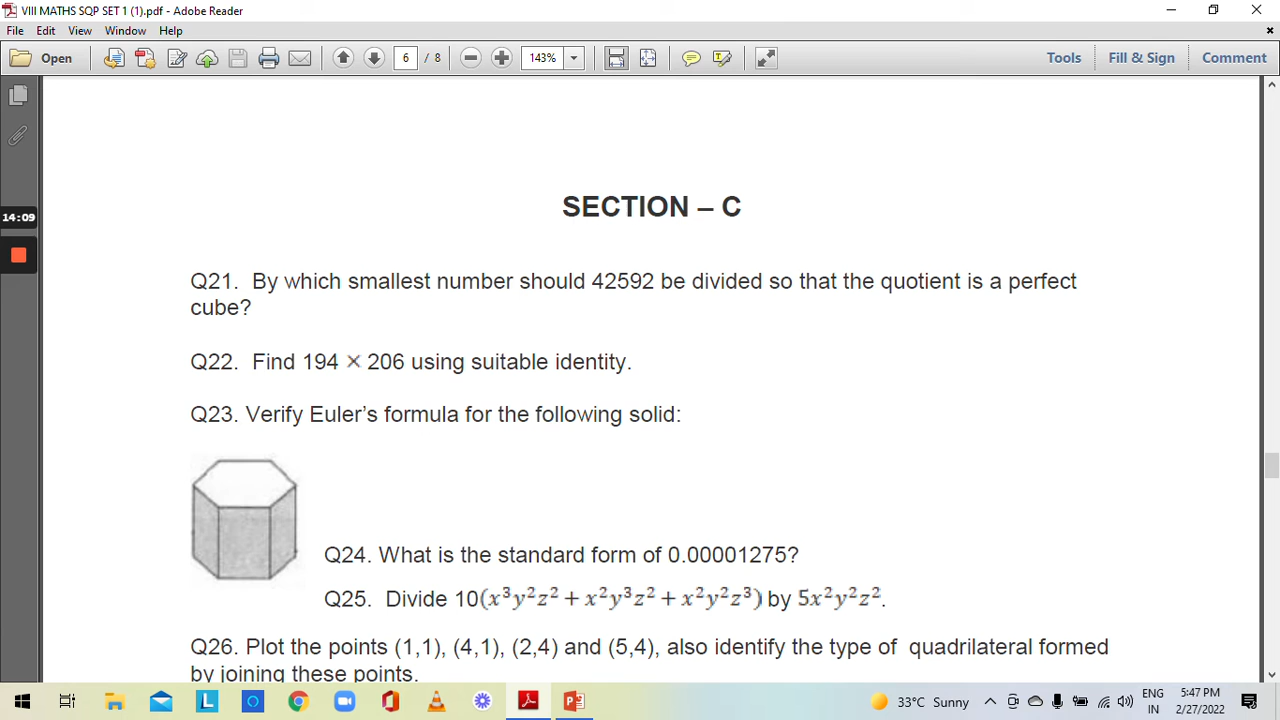 VIII MATHS SQP SET 1 (1).pdf - Adobe Reader
File Edit View Window Help
Open 6 / 8 143% Tools Fill & Sign Comment
14:09
SECTION – C
Q21. By which smallest number should 42592 be divided so that the quotient is a perfect
cube?
Q22. Find 194 × 206 using suitable identity.
Q23. Verify Euler's formula for the following solid:
Q24. What is the standard form of 0.00001275?
Q25. Divide 10(x³y²z² + x²y³z² + x²y²z³) by 5x²y²z².
Q26. Plot the points (1,1), (4,1), (2,4) and (5,4), also identify the type of quadrilateral formed
by joining these points.
33°C Sunny
ENG
IN
5:47 PM
2/27/2022